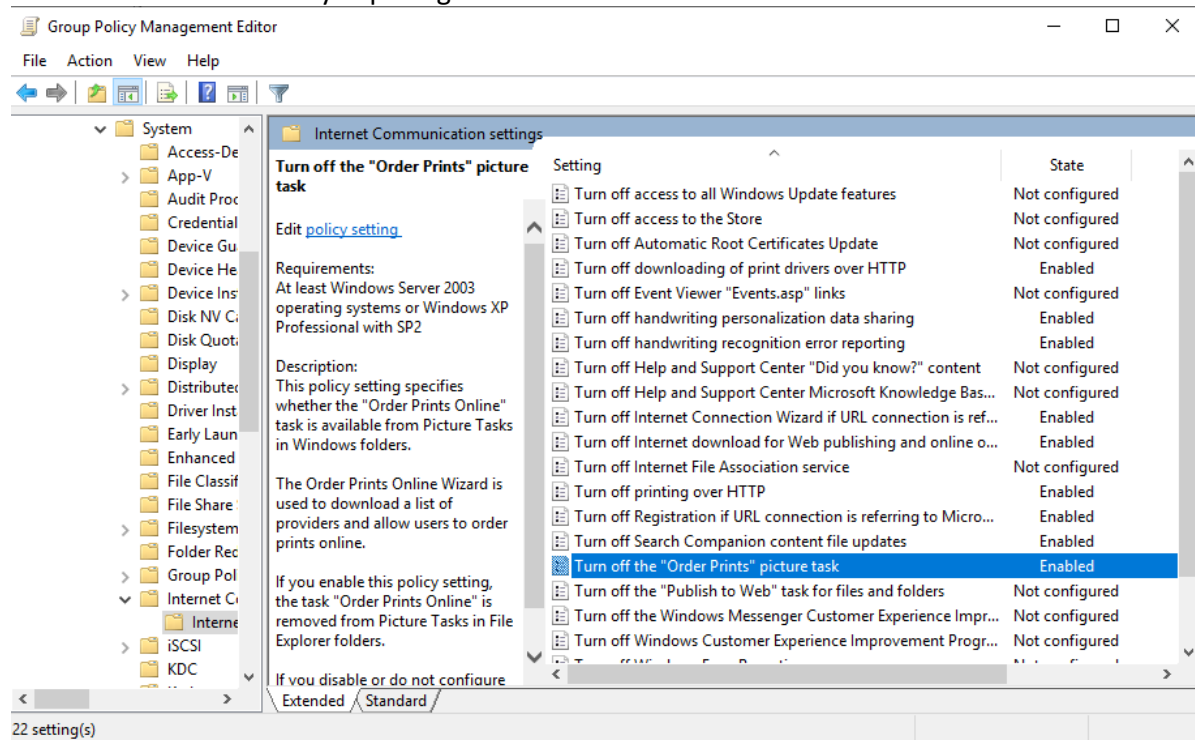 Group Policy Management Editor
File Action View Help
System
Access-De
App-V
Audit Proc
Credential
Device Gu
Device He
Device Ins
Disk NV Ca
Disk Quota
Display
Distributed
Driver Inst
Early Laun
Enhanced
File Classif
File Share
Filesystem
Folder Red
Group Pol
Internet Co
Interne
iSCSI
KDC
Internet Communication settings
Turn off the "Order Prints" picture
task
Edit policy setting
Requirements:
At least Windows Server 2003
operating systems or Windows XP
Professional with SP2
Description:
This policy setting specifies
whether the "Order Prints Online"
task is available from Picture Tasks
in Windows folders.
The Order Prints Online Wizard is
used to download a list of
providers and allow users to order
prints online.
If you enable this policy setting,
the task "Order Prints Online" is
removed from Picture Tasks in File
Explorer folders.
If you disable or do not configure
Setting State
Turn off access to all Windows Update features Not configured
Turn off access to the Store Not configured
Turn off Automatic Root Certificates Update Not configured
Turn off downloading of print drivers over HTTP Enabled
Turn off Event Viewer "Events.asp" links Not configured
Turn off handwriting personalization data sharing Enabled
Turn off handwriting recognition error reporting Enabled
Turn off Help and Support Center "Did you know?" content Not configured
Turn off Help and Support Center Microsoft Knowledge Bas... Not configured
Turn off Internet Connection Wizard if URL connection is ref... Enabled
Turn off Internet download for Web publishing and online o... Enabled
Turn off Internet File Association service Not configured
Turn off printing over HTTP Enabled
Turn off Registration if URL connection is referring to Micro... Enabled
Turn off Search Companion content file updates Enabled
Turn off the "Order Prints" picture task Enabled
Turn off the "Publish to Web" task for files and folders Not configured
Turn off the Windows Messenger Customer Experience Impr... Not configured
Turn off Windows Customer Experience Improvement Progr... Not configured
Extended Standard
22 setting(s)